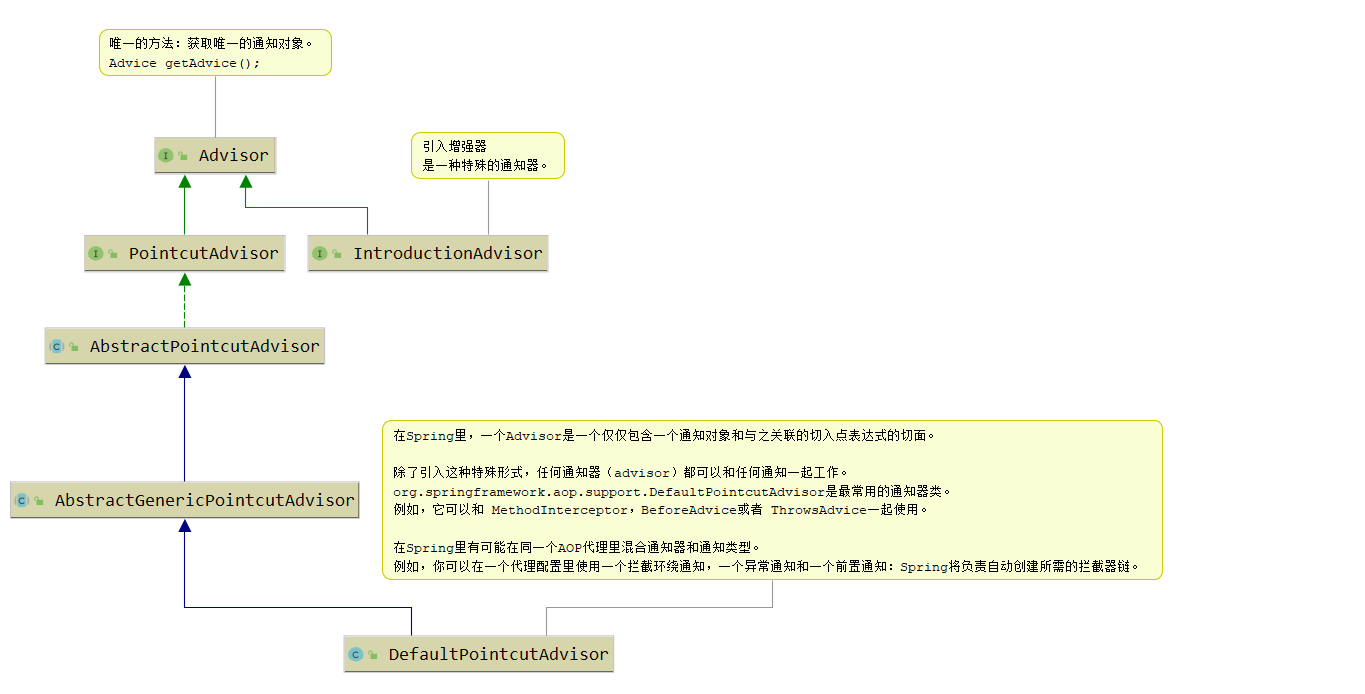 唯一的方法：获取唯一的通知对象。
Advice getAdvice();
I Advisor
引入增强器
是一种特殊的通知器。
I PointcutAdvisor
I IntroductionAdvisor
C AbstractPointcutAdvisor
在Spring里，一个Advisor是一个仅仅包含一个通知对象和与之关联的切入点表达式的切面。
除了引入这种特殊形式，任何通知器（advisor）都可以和任何通知一起工作。
org.springframework.aop.support.DefaultPointcutAdvisor是最常用的通知器类。
例如，它可以和 MethodInterceptor，BeforeAdvice或者 ThrowsAdvice一起使用。
在Spring里有可能在同一个AOP代理里混合通知器和通知类型。
例如，你可以在一个代理配置里使用一个拦截环绕通知，一个异常通知和一个前置通知：Spring将负责自动创建所需的拦截器链。
C AbstractGenericPointcutAdvisor
C DefaultPointcutAdvisor